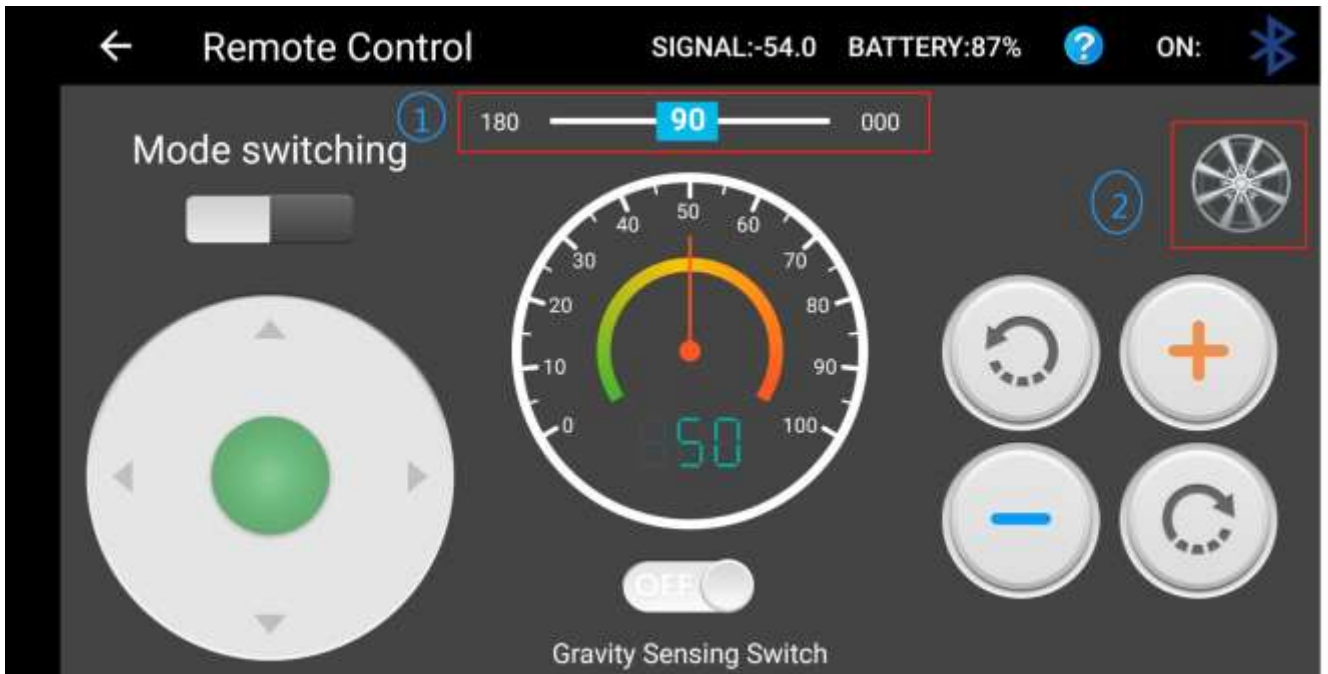 Remote Control SIGNAL:-54.0 BATTERY:87% ? ON:
1 180 90 000
Mode switching
2
50
40 60
30 70
20 80
10 90
0 100
50
OFF
Gravity Sensing Switch